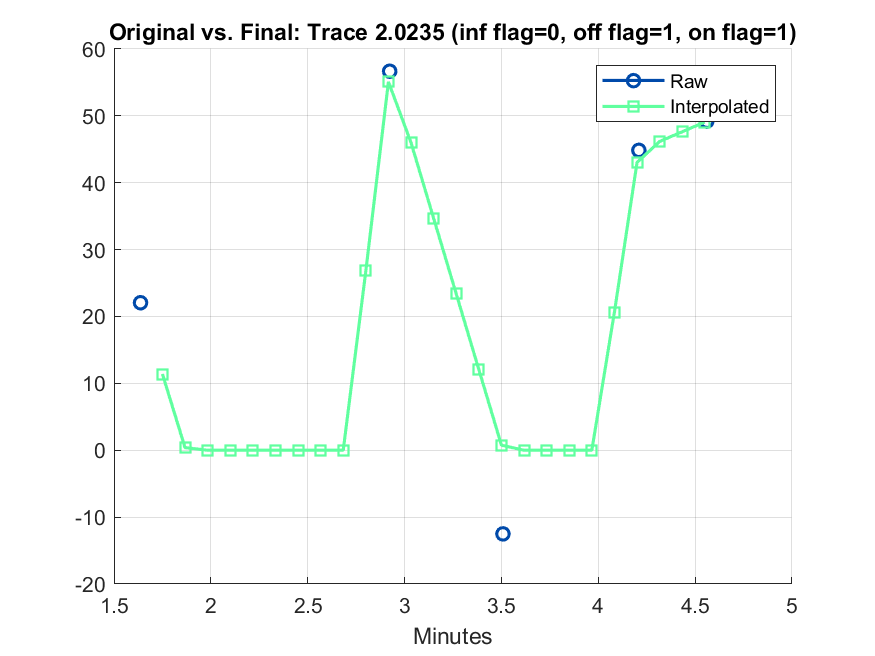 Original vs. Final: Trace 2.0235 (inf flag=0, off flag=1, on flag=1)
60
50
40
30
20
10
0
-10
-20
Raw
Interpolated
1.5 2 2.5 3 3.5 4 4.5 5
Minutes